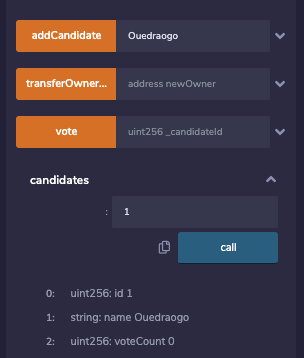 addCandidate Ouedraogo
transferOwner... address newOwner
vote uint256 _candidateId
candidates
: 1
call
0: uint256: id 1
1: string: name Ouedraogo
2: uint256: voteCount 0